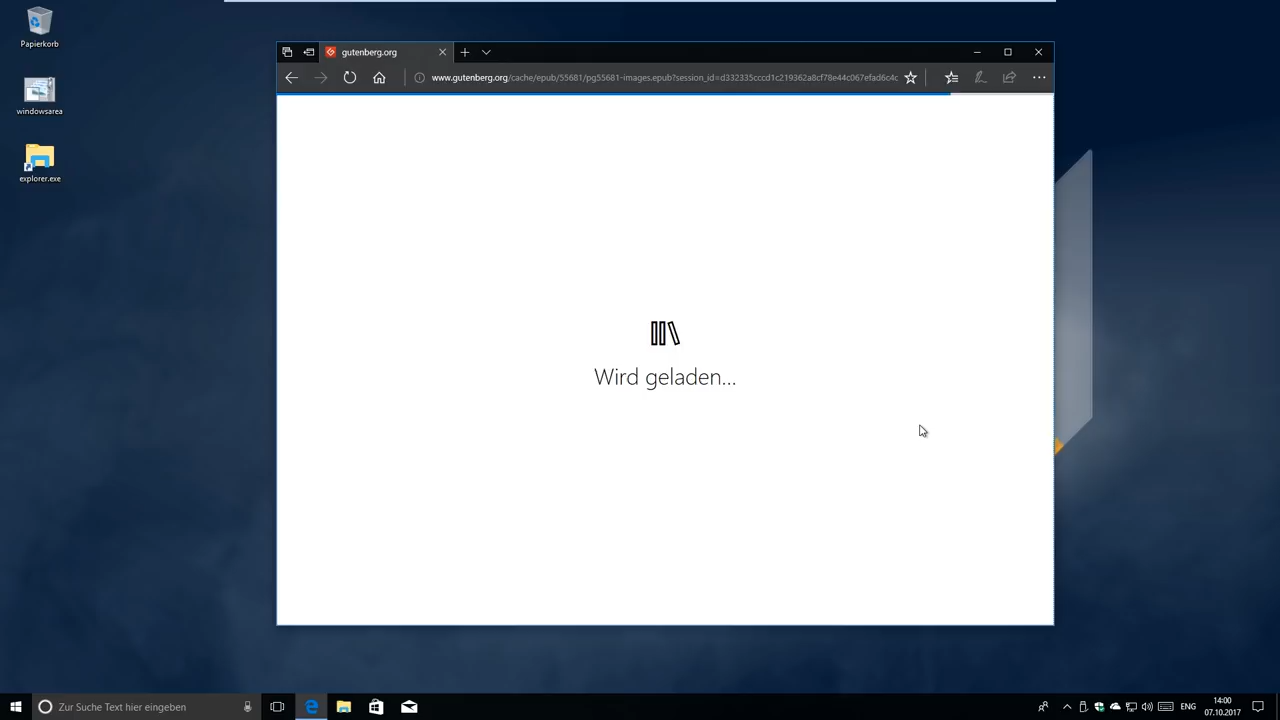 Papierkorb
windowsarea
explorer.exe
gutenberg.org
www.gutenberg.org/cache/epub/55681/pg55681-images.epub?session_id=d332335cccd1c219362a8cf78e44c067efad6c4c
Wird geladen...
Zur Suche Text hier eingeben
ENG
14:00
07.10.2017